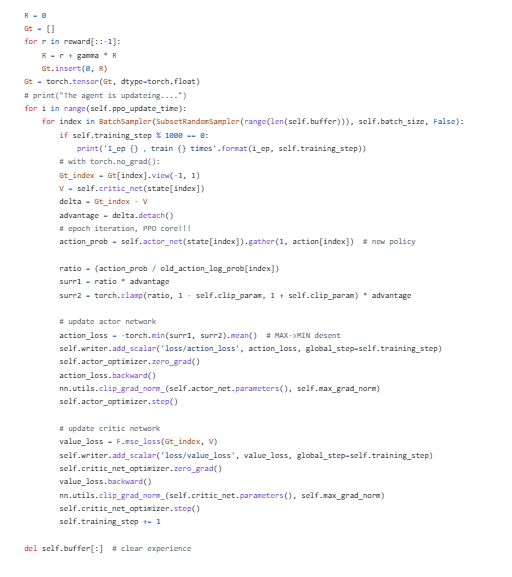 R = 0
Gt = []
for r in reward[::-1]:
    R = r + gamma * R
    Gt.insert(0, R)
Gt = torch.tensor(Gt, dtype=torch.float)
# print("The agent is updateing....")
for i in range(self.ppo_update_time):
    for index in BatchSampler(SubsetRandomSampler(range(len(self.buffer))), self.batch_size, False):
        if self.training_step % 1000 == 0:
            print('I_ep {} , train {} times'.format(i_ep, self.training_step))
        # with torch.no_grad():
        Gt_index = Gt[index].view(-1, 1)
        V = self.critic_net(state[index])
        delta = Gt_index - V
        advantage = delta.detach()
        # epoch iteration, PPO core!!!
        action_prob = self.actor_net(state[index]).gather(1, action[index])  # new policy
        ratio = (action_prob / old_action_log_prob[index])
        surr1 = ratio * advantage
        surr2 = torch.clamp(ratio, 1 - self.clip_param, 1 + self.clip_param) * advantage
        # update actor network
        action_loss = -torch.min(surr1, surr2).mean()  # MAX->MIN desent
        self.writer.add_scalar('loss/action_loss', action_loss, global_step=self.training_step)
        self.actor_optimizer.zero_grad()
        action_loss.backward()
        nn.utils.clip_grad_norm_(self.actor_net.parameters(), self.max_grad_norm)
        self.actor_optimizer.step()
        # update critic network
        value_loss = F.mse_loss(Gt_index, V)
        self.writer.add_scalar('loss/value_loss', value_loss, global_step=self.training_step)
        self.critic_net_optimizer.zero_grad()
        value_loss.backward()
        nn.utils.clip_grad_norm_(self.critic_net.parameters(), self.max_grad_norm)
        self.critic_net_optimizer.step()
        self.training_step += 1
del self.buffer[:]  # clear experience